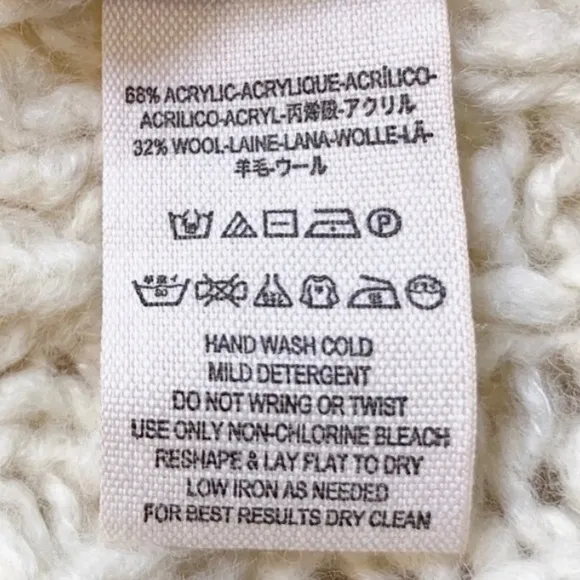 68% ACRYLIC-ACRYLIQUE-ACRÍLICO-
ACRILICO-ACRYL-丙烯酸-アクリル
32% WOOL-LAINE-LANA-WOLLE-LÃ-
羊毛-ウール
P
HAND WASH COLD
MILD DETERGENT
DO NOT WRING OR TWIST
USE ONLY NON-CHLORINE BLEACH
RESHAPE & LAY FLAT TO DRY
LOW IRON AS NEEDED
FOR BEST RESULTS DRY CLEAN